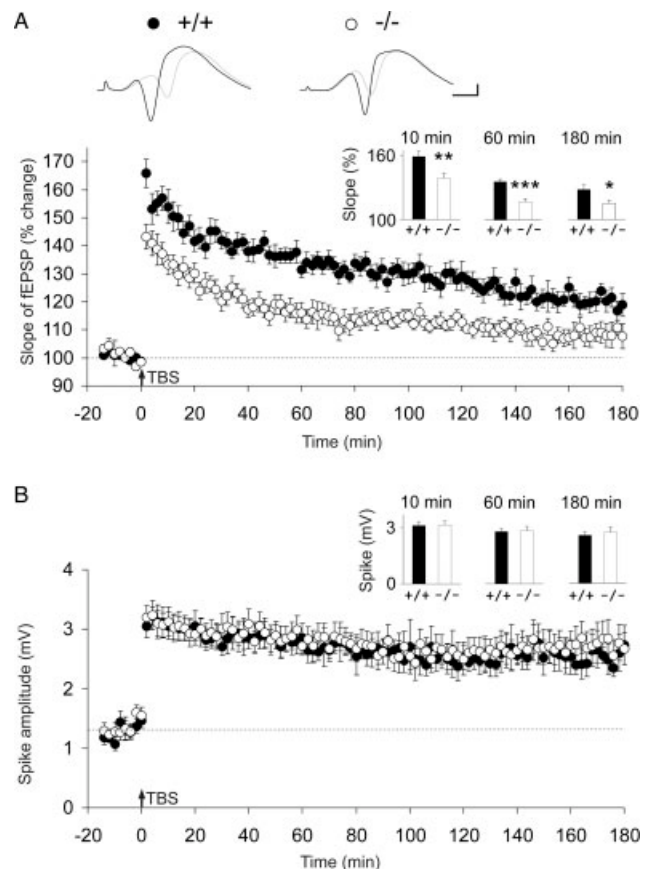 A
+/+
-/-
10 min 60 min 180 min
Slope (%)
160
100
**
***
*
+/+ -/- +/+ -/- +/+ -/-
Slope of fEPSP (% change)
170
160
150
140
130
120
110
100
90
TBS
-20 0 20 40 60 80 100 120 140 160 180
Time (min)
B
10 min 60 min 180 min
Spike (mV)
3
0
+/+ -/- +/+ -/- +/+ -/-
Spike amplitude (mV)
4
3
2
1
0
TBS
-20 0 20 40 60 80 100 120 140 160 180
Time (min)